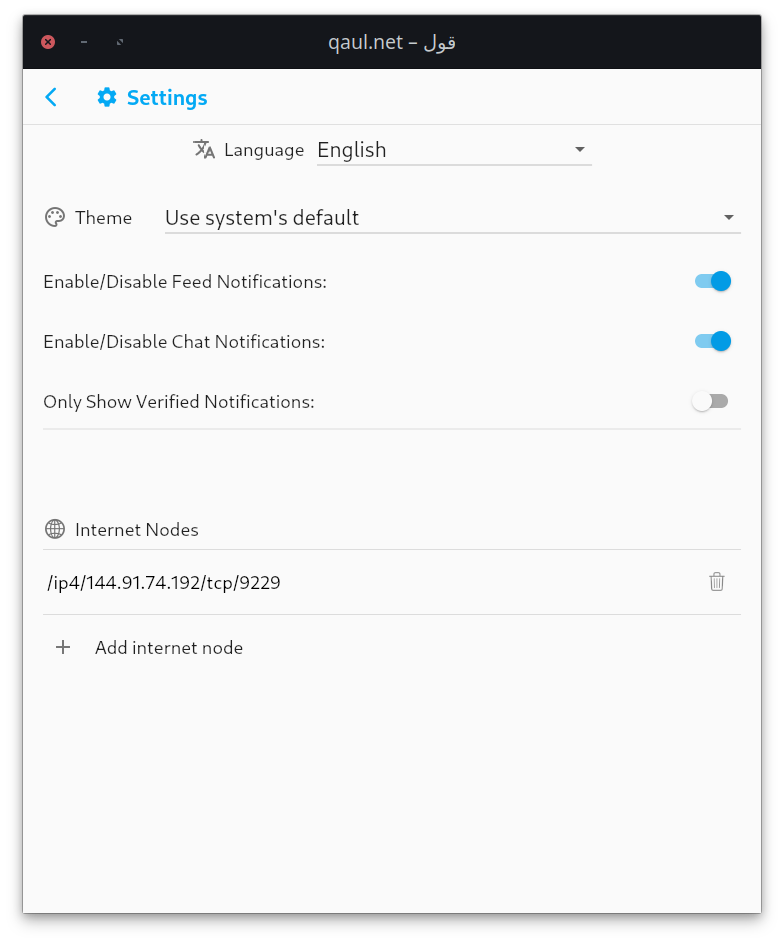 qaul.net – قول
Settings
Language English
Theme Use system's default
Enable/Disable Feed Notifications:
Enable/Disable Chat Notifications:
Only Show Verified Notifications:
Internet Nodes
/ip4/144.91.74.192/tcp/9229
Add internet node